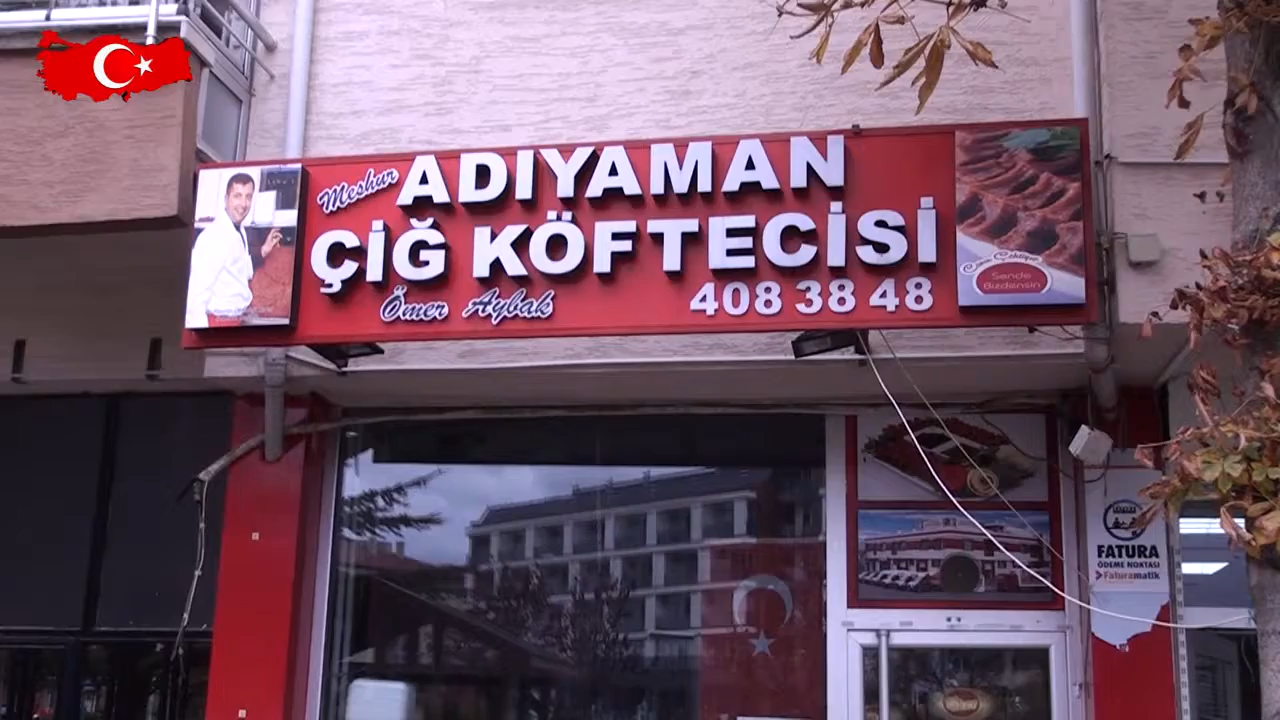 Meshur ADIYAMAN
ÇİĞ KÖFTECİSİ
Ömer Aybak 408 38 48
Sende
Bizdensin
FATURA
ÖDEME NOKTASI
Faturamatik